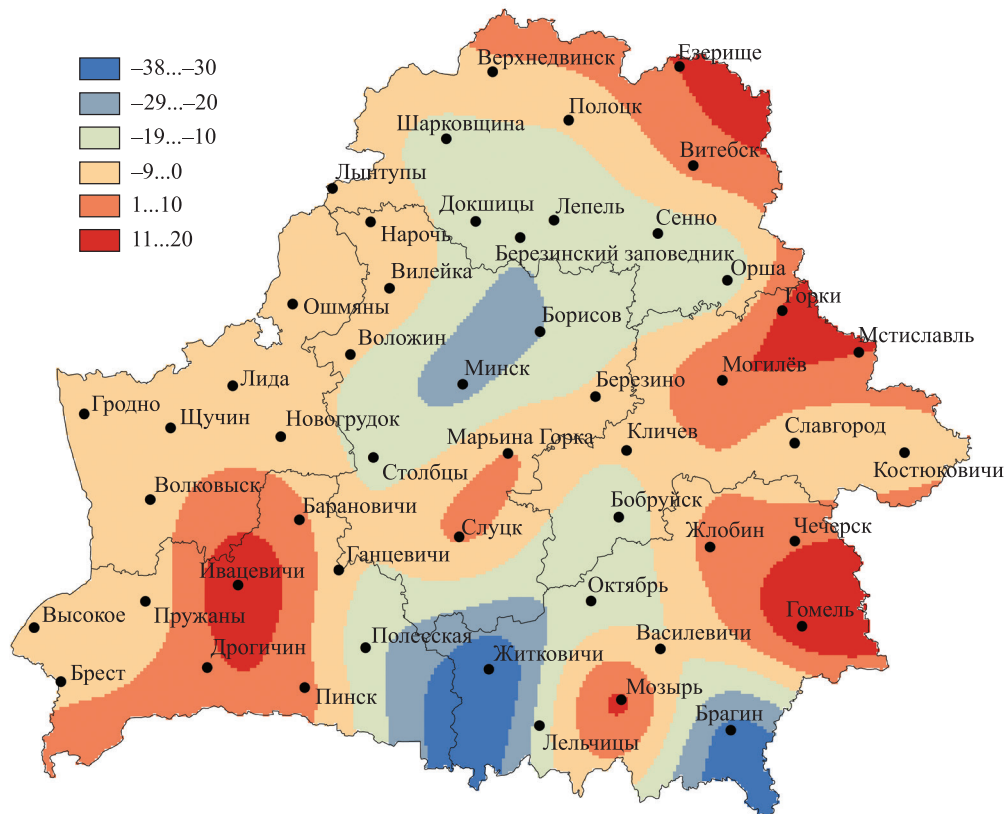 –38...–30
–29...–20
–19...–10
–9...0
1...10
11...20
Верхнедвинск
Езерище
Полоцк
Шарковщина
Витебск
Лынтупы
Докшицы
Лепель
Сенно
Нарочь
Березинский заповедник
Вилейка
Орша
Ошмяны
Горки
Борисов
Воложин
Мстиславль
Минск
Могилёв
Лида
Березино
Гродно
Щучин
Новогрудок
Марьина Горка
Кличев
Славгород
Столбцы
Костюковичи
Волковыск
Барановичи
Бобруйск
Слуцк
Жлобин
Чечерск
Ганцевичи
Ивацевичи
Октябрь
Высокое
Пружаны
Гомель
Полесская
Василевичи
Дрогичин
Житковичи
Брест
Пинск
Мозырь
Брагин
Лельчицы